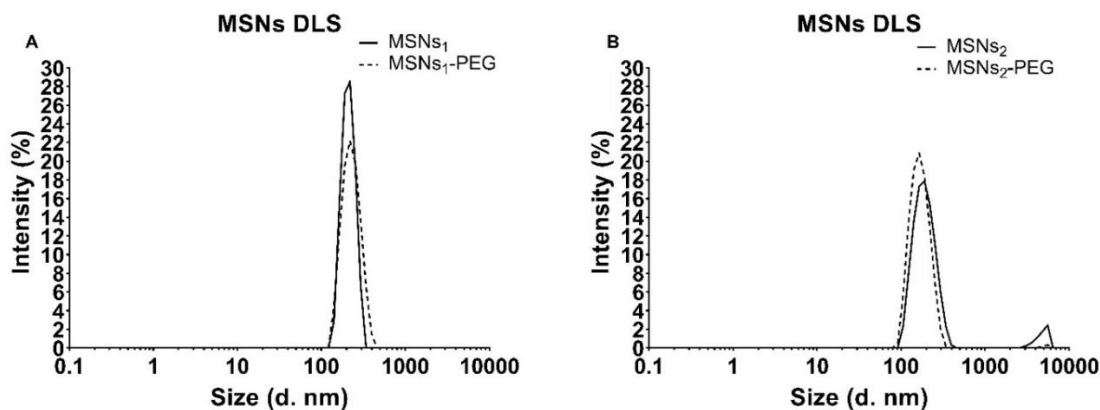 MSNs DLS
A
MSNs₁
MSNs₁-PEG
30
28
26
24
22
20
18
16
14
12
10
8
6
4
2
0
Intensity (%)
0.1 1 10 100 1000 10000
Size (d. nm)
MSNs DLS
B
MSNs₂
MSNs₂-PEG
30
28
26
24
22
20
18
16
14
12
10
8
6
4
2
0
Intensity (%)
0.1 1 10 100 1000 10000
Size (d. nm)